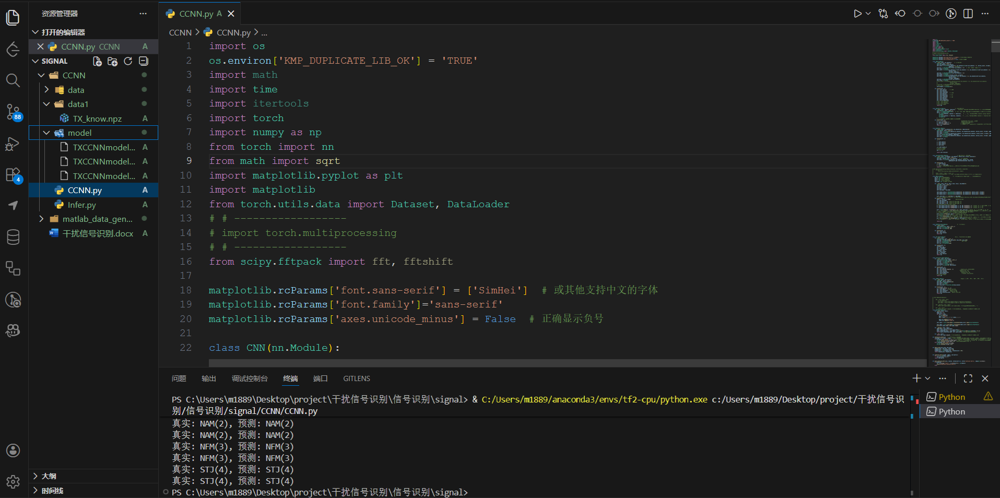 资源管理器
打开的编辑器
CCNN.py CCNN A
SIGNAL
CCNN
data
data1
TX_know.npz A
model
TXCCNNmodel... A
TXCCNNmodel... A
TXCCNNmodel... A
CCNN.py A
Infer.py A
matlab_data_gen...
干扰信号识别.docx A
大纲
时间线
88
4
CCNN.py A
CCNN > CCNN.py > ...
1 import os
2 os.environ['KMP_DUPLICATE_LIB_OK'] = 'TRUE'
3 import math
4 import time
5 import itertools
6 import torch
7 import numpy as np
8 from torch import nn
9 from math import sqrt
10 import matplotlib.pyplot as plt
11 import matplotlib
12 from torch.utils.data import Dataset, DataLoader
13 # # ------------------
14 # import torch.multiprocessing
15 # # ------------------
16 from scipy.fftpack import fft, fftshift
17
18 matplotlib.rcParams['font.sans-serif'] = ['SimHei']  # 或其他支持中文的字体
19 matplotlib.rcParams['font.family']='sans-serif'
20 matplotlib.rcParams['axes.unicode_minus'] = False  # 正确显示负号
21
22 class CNN(nn.Module):
问题 输出 调试控制台 终端 端口 GITLENS
PS C:\Users\m1889\Desktop\project\干扰信号识别\信号识别\signal> & C:/Users/m1889/anaconda3/envs/tf2-cpu/python.exe c:/Users/m1889/Desktop/project/干扰信号识
别/信号识别/signal/CCNN/CCNN.py
真实: NAM(2), 预测: NAM(2)
真实: NAM(2), 预测: NAM(2)
真实: NFM(3), 预测: NFM(3)
真实: NFM(3), 预测: NFM(3)
真实: STJ(4), 预测: STJ(4)
真实: STJ(4), 预测: STJ(4)
PS C:\Users\m1889\Desktop\project\干扰信号识别\信号识别\signal>
Python
Python